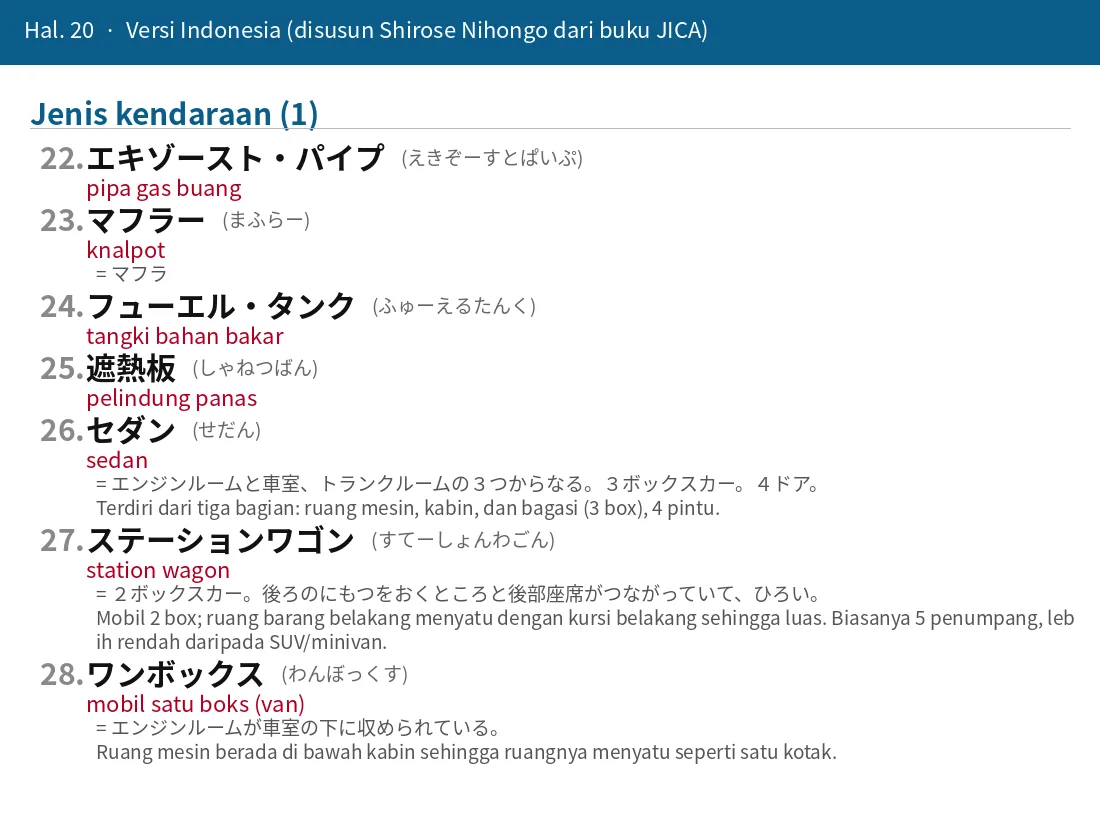 Hal. 20 · Versi Indonesia (disusun Shirose Nihongo dari buku JICA)
Jenis kendaraan (1)
22. エキゾースト・パイプ (えきぞーすとぱいぷ)
pipa gas buang
23. マフラー (まふらー)
knalpot
= マフラ
24. フューエル・タンク (ふゅーえるたんく)
tangki bahan bakar
25. 遮熱板 (しゃねつばん)
pelindung panas
26. セダン (せだん)
sedan
= エンジンルームと車室、トランクルームの３つからなる。３ボックスカー。４ドア。
Terdiri dari tiga bagian: ruang mesin, kabin, dan bagasi (3 box), 4 pintu.
27. ステーションワゴン (すてーしょんわごん)
station wagon
= ２ボックスカー。後ろのにもつをおくところと後部座席がつながっていて、ひろい。
Mobil 2 box; ruang barang belakang menyatu dengan kursi belakang sehingga luas. Biasanya 5 penumpang, leb
ih rendah daripada SUV/minivan.
28. ワンボックス (わんぼっくす)
mobil satu boks (van)
= エンジンルームが車室の下に収められている。
Ruang mesin berada di bawah kabin sehingga ruangnya menyatu seperti satu kotak.